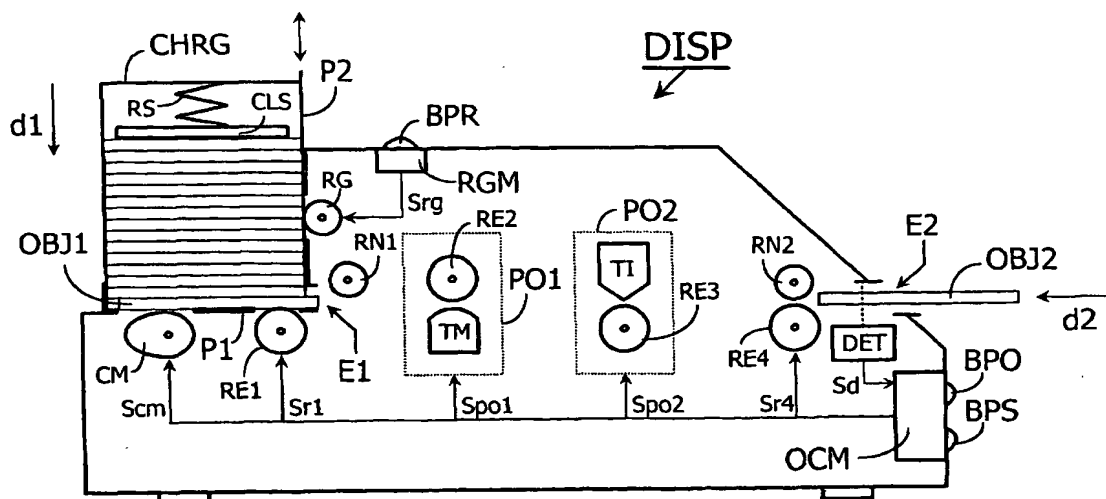 CHRG
DISP
P2
RS
CLS
BPR
d1
RGM
RG
Srg
PO2
RE2
E2
OBJ1
RN1
TI
RN2
OBJ2
PO1
RE3
TM
d2
P1
DET
CM
RE1
E1
RE4
BPO
Scm
Sr1
Spo1
Spo2
Sr4
Sd
BPS
OCM